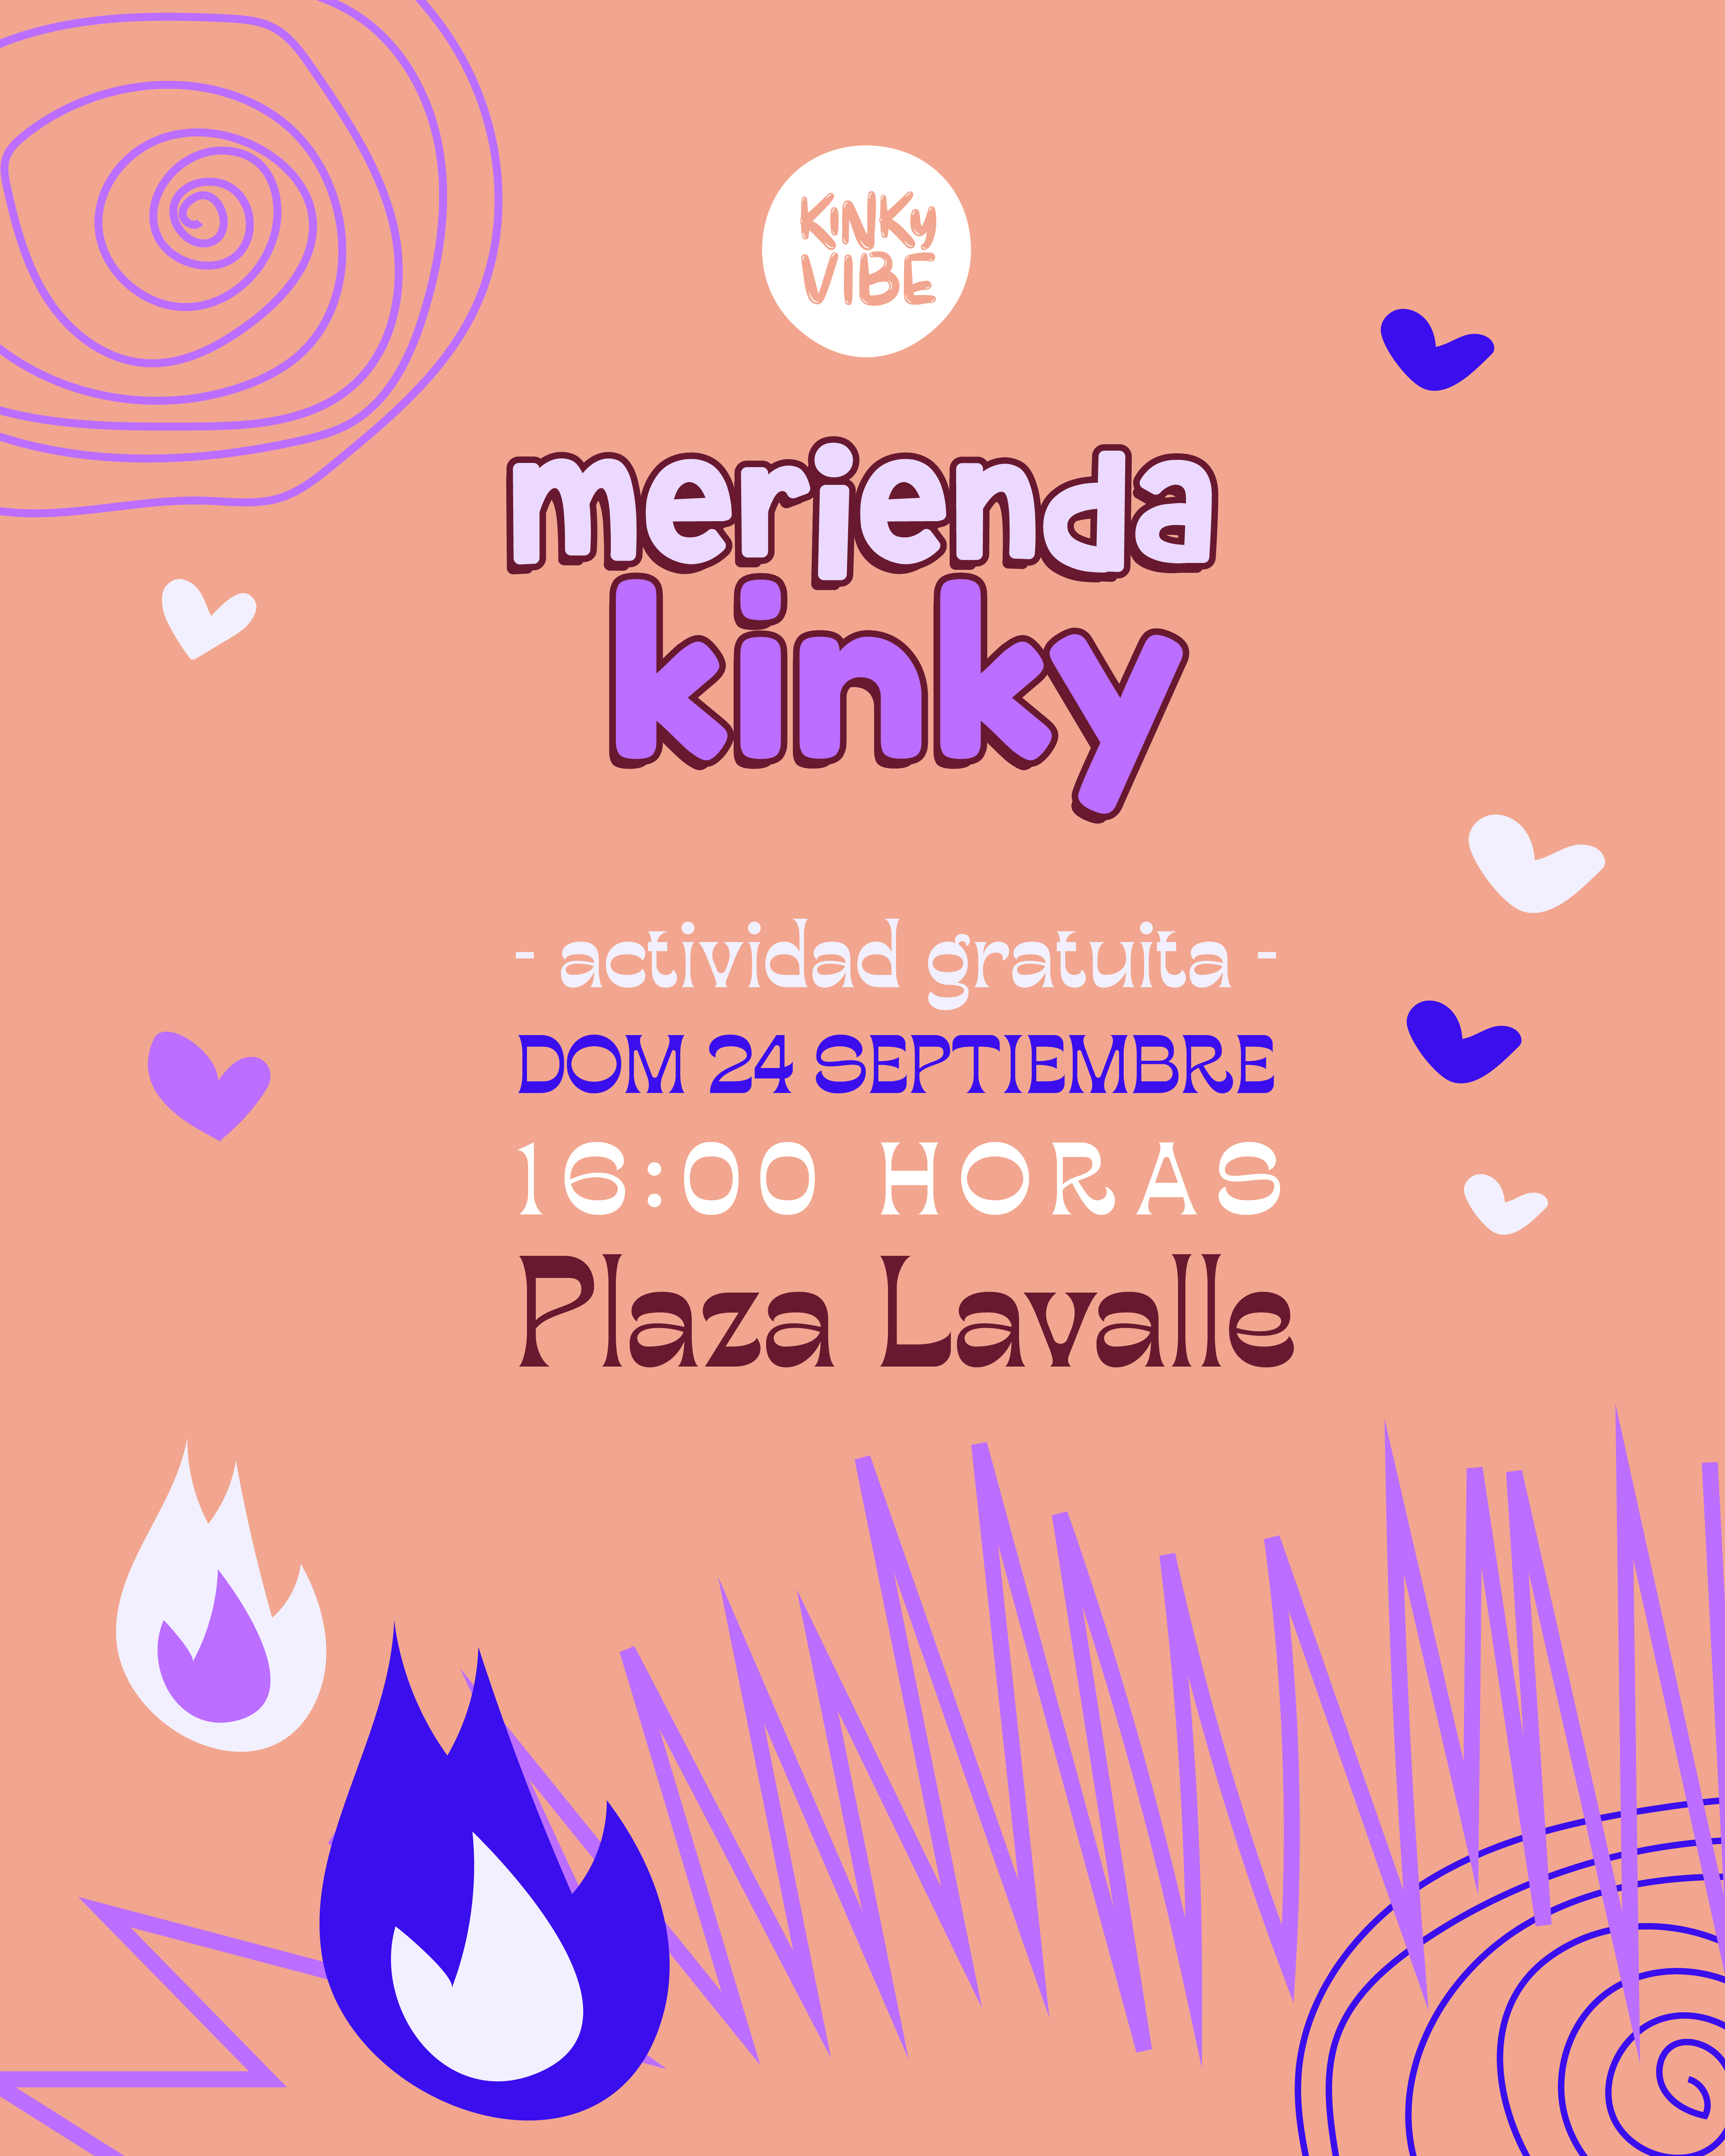 KiNKy
ViBE
merienda
kinky
- actividad gratuita -
DOM 24 SEPTIEMBRE
16:00 HORAS
Plaza Lavalle